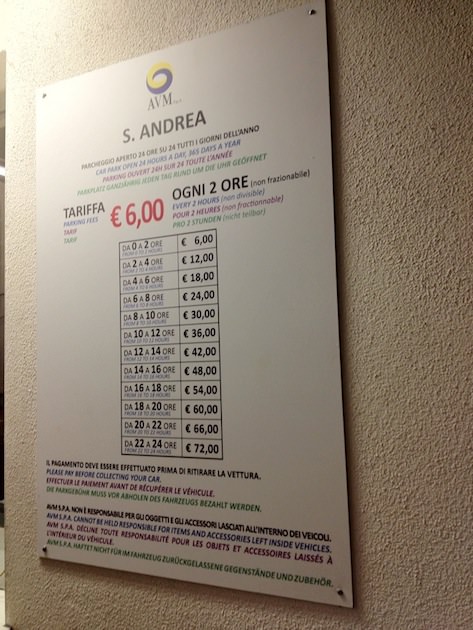 AVM S.p.A.
S. ANDREA
PARCHEGGIO APERTO 24 ORE SU 24 TUTTI I GIORNI DELL'ANNO
CAR PARK OPEN 24 HOURS A DAY, 365 DAYS A YEAR
PARKING OUVERT 24H SUR 24 TOUTE L'ANNÉE
PARKPLATZ GANZJÄHRIG JEDEN TAG RUND UM DIE UHR GEÖFFNET
TARIFFA € 6,00 OGNI 2 ORE (non frazionabile)
PARKING FEES EVERY 2 HOURS (non divisible)
TARIF POUR 2 HEURES (non fractionnable)
TARIF PRO 2 STUNDEN (nicht teilbar)
DA 0 A 2 ORE € 6,00
FROM 0 TO 2 HOURS
DA 2 A 4 ORE € 12,00
FROM 2 TO 4 HOURS
DA 4 A 6 ORE € 18,00
FROM 4 TO 6 HOURS
DA 6 A 8 ORE € 24,00
FROM 6 TO 8 HOURS
DA 8 A 10 ORE € 30,00
FROM 8 TO 10 HOURS
DA 10 A 12 ORE € 36,00
FROM 10 TO 12 HOURS
DA 12 A 14 ORE € 42,00
FROM 12 TO 14 HOURS
DA 14 A 16 ORE € 48,00
FROM 14 TO 16 HOURS
DA 16 A 18 ORE € 54,00
FROM 16 TO 18 HOURS
DA 18 A 20 ORE € 60,00
FROM 18 TO 20 HOURS
DA 20 A 22 ORE € 66,00
FROM 20 TO 22 HOURS
DA 22 A 24 ORE € 72,00
FROM 22 TO 24 HOURS
IL PAGAMENTO DEVE ESSERE EFFETTUATO PRIMA DI RITIRARE LA VETTURA.
PLEASE PAY BEFORE COLLECTING YOUR CAR.
EFFECTUER LE PAIEMENT AVANT DE RÉCUPÉRER LE VÉHICULE.
DIE PARKGEBÜHR MUSS VOR ABHOLEN DES FAHRZEUGS BEZAHLT WERDEN.
AVM S.P.A. NON È RESPONSABILE PER GLI OGGETTI E GLI ACCESSORI LASCIATI ALL'INTERNO DEI VEICOLI.
AVM S.P.A. CANNOT BE HELD RESPONSIBLE FOR ITEMS AND ACCESSORIES LEFT INSIDE VEHICLES.
AVM S.P.A. DÉCLINE TOUTE RESPONSABILITÉ POUR LES OBJETS ET ACCESSOIRES LAISSÉS À
L'INTÉRIEUR DU VÉHICULE.
AVM S.P.A. HAFTET NICHT FÜR IM FAHRZEUG ZURÜCKGELASSENE GEGENSTÄNDE UND ZUBEHÖR.